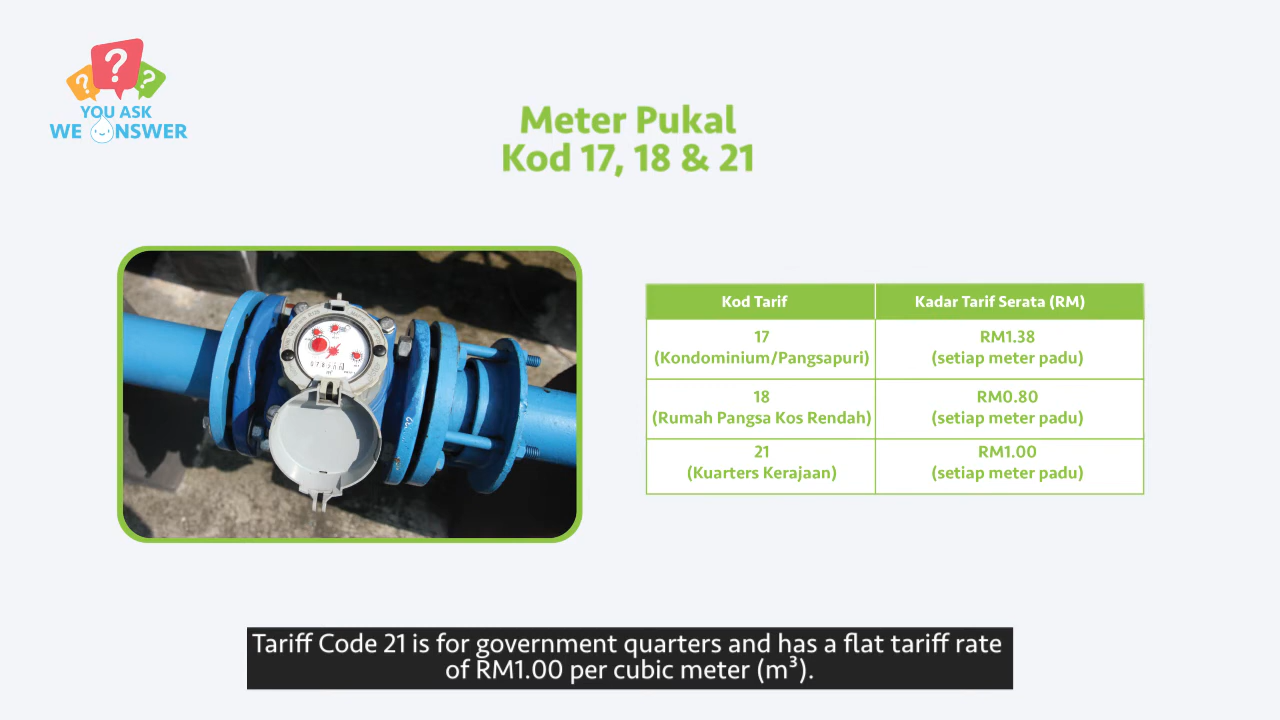 ? ? ?
YOU ASK
WE NSWER
Meter Pukal
Kod 17, 18 & 21
Kod Tarif
Kadar Tarif Serata (RM)
17
(Kondominium/Pangsapuri)
RM1.38
(setiap meter padu)
18
(Rumah Pangsa Kos Rendah)
RM0.80
(setiap meter padu)
21
(Kuarters Kerajaan)
RM1.00
(setiap meter padu)
Tariff Code 21 is for government quarters and has a flat tariff rate
of RM1.00 per cubic meter (m³).